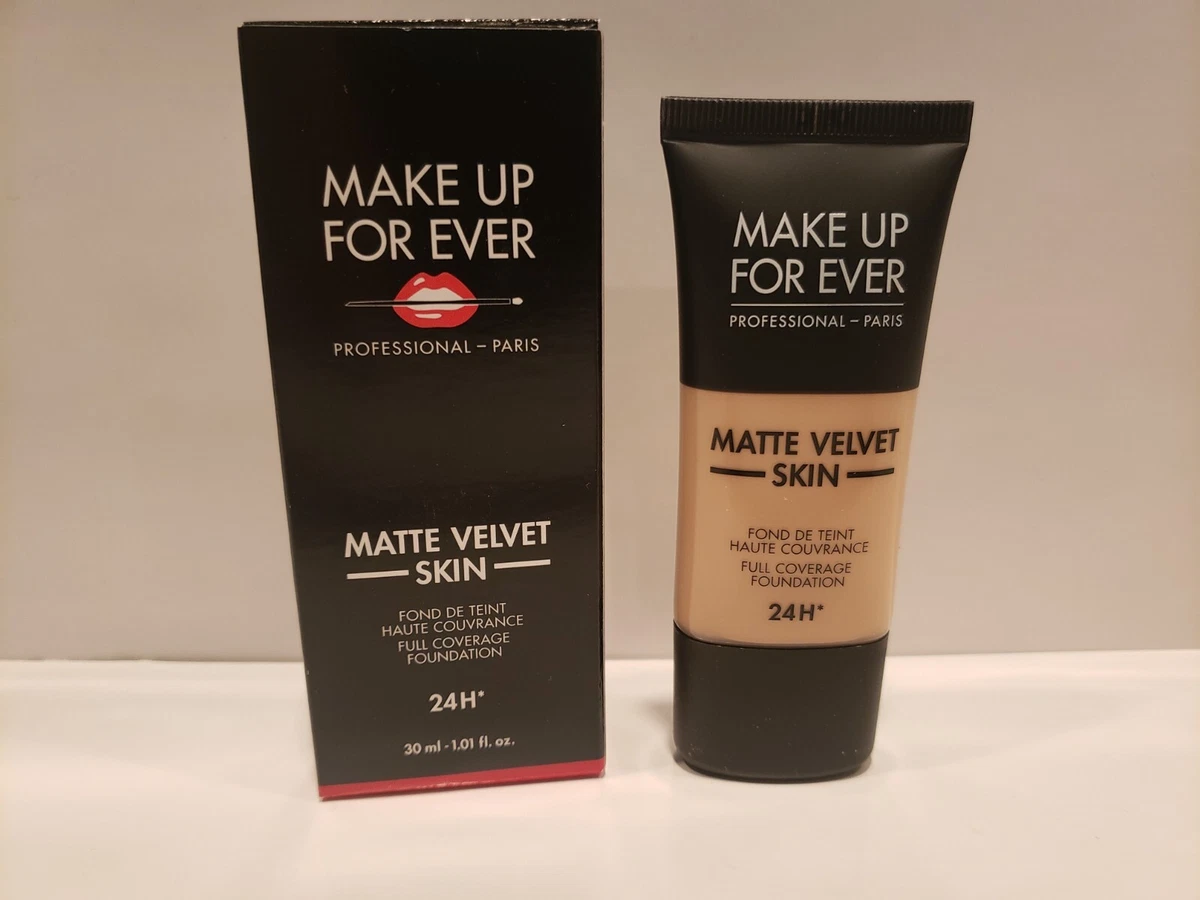 MAKE UP
FOR EVER
PROFESSIONAL – PARIS
MATTE VELVET
SKIN
FOND DE TEINT
HAUTE COUVRANCE
FULL COVERAGE
FOUNDATION
24H*
30 ml - 1.01 fl. oz.
MAKE UP
FOR EVER
PROFESSIONAL – PARIS
MATTE VELVET
SKIN
FOND DE TEINT
HAUTE COUVRANCE
FULL COVERAGE
FOUNDATION
24H*